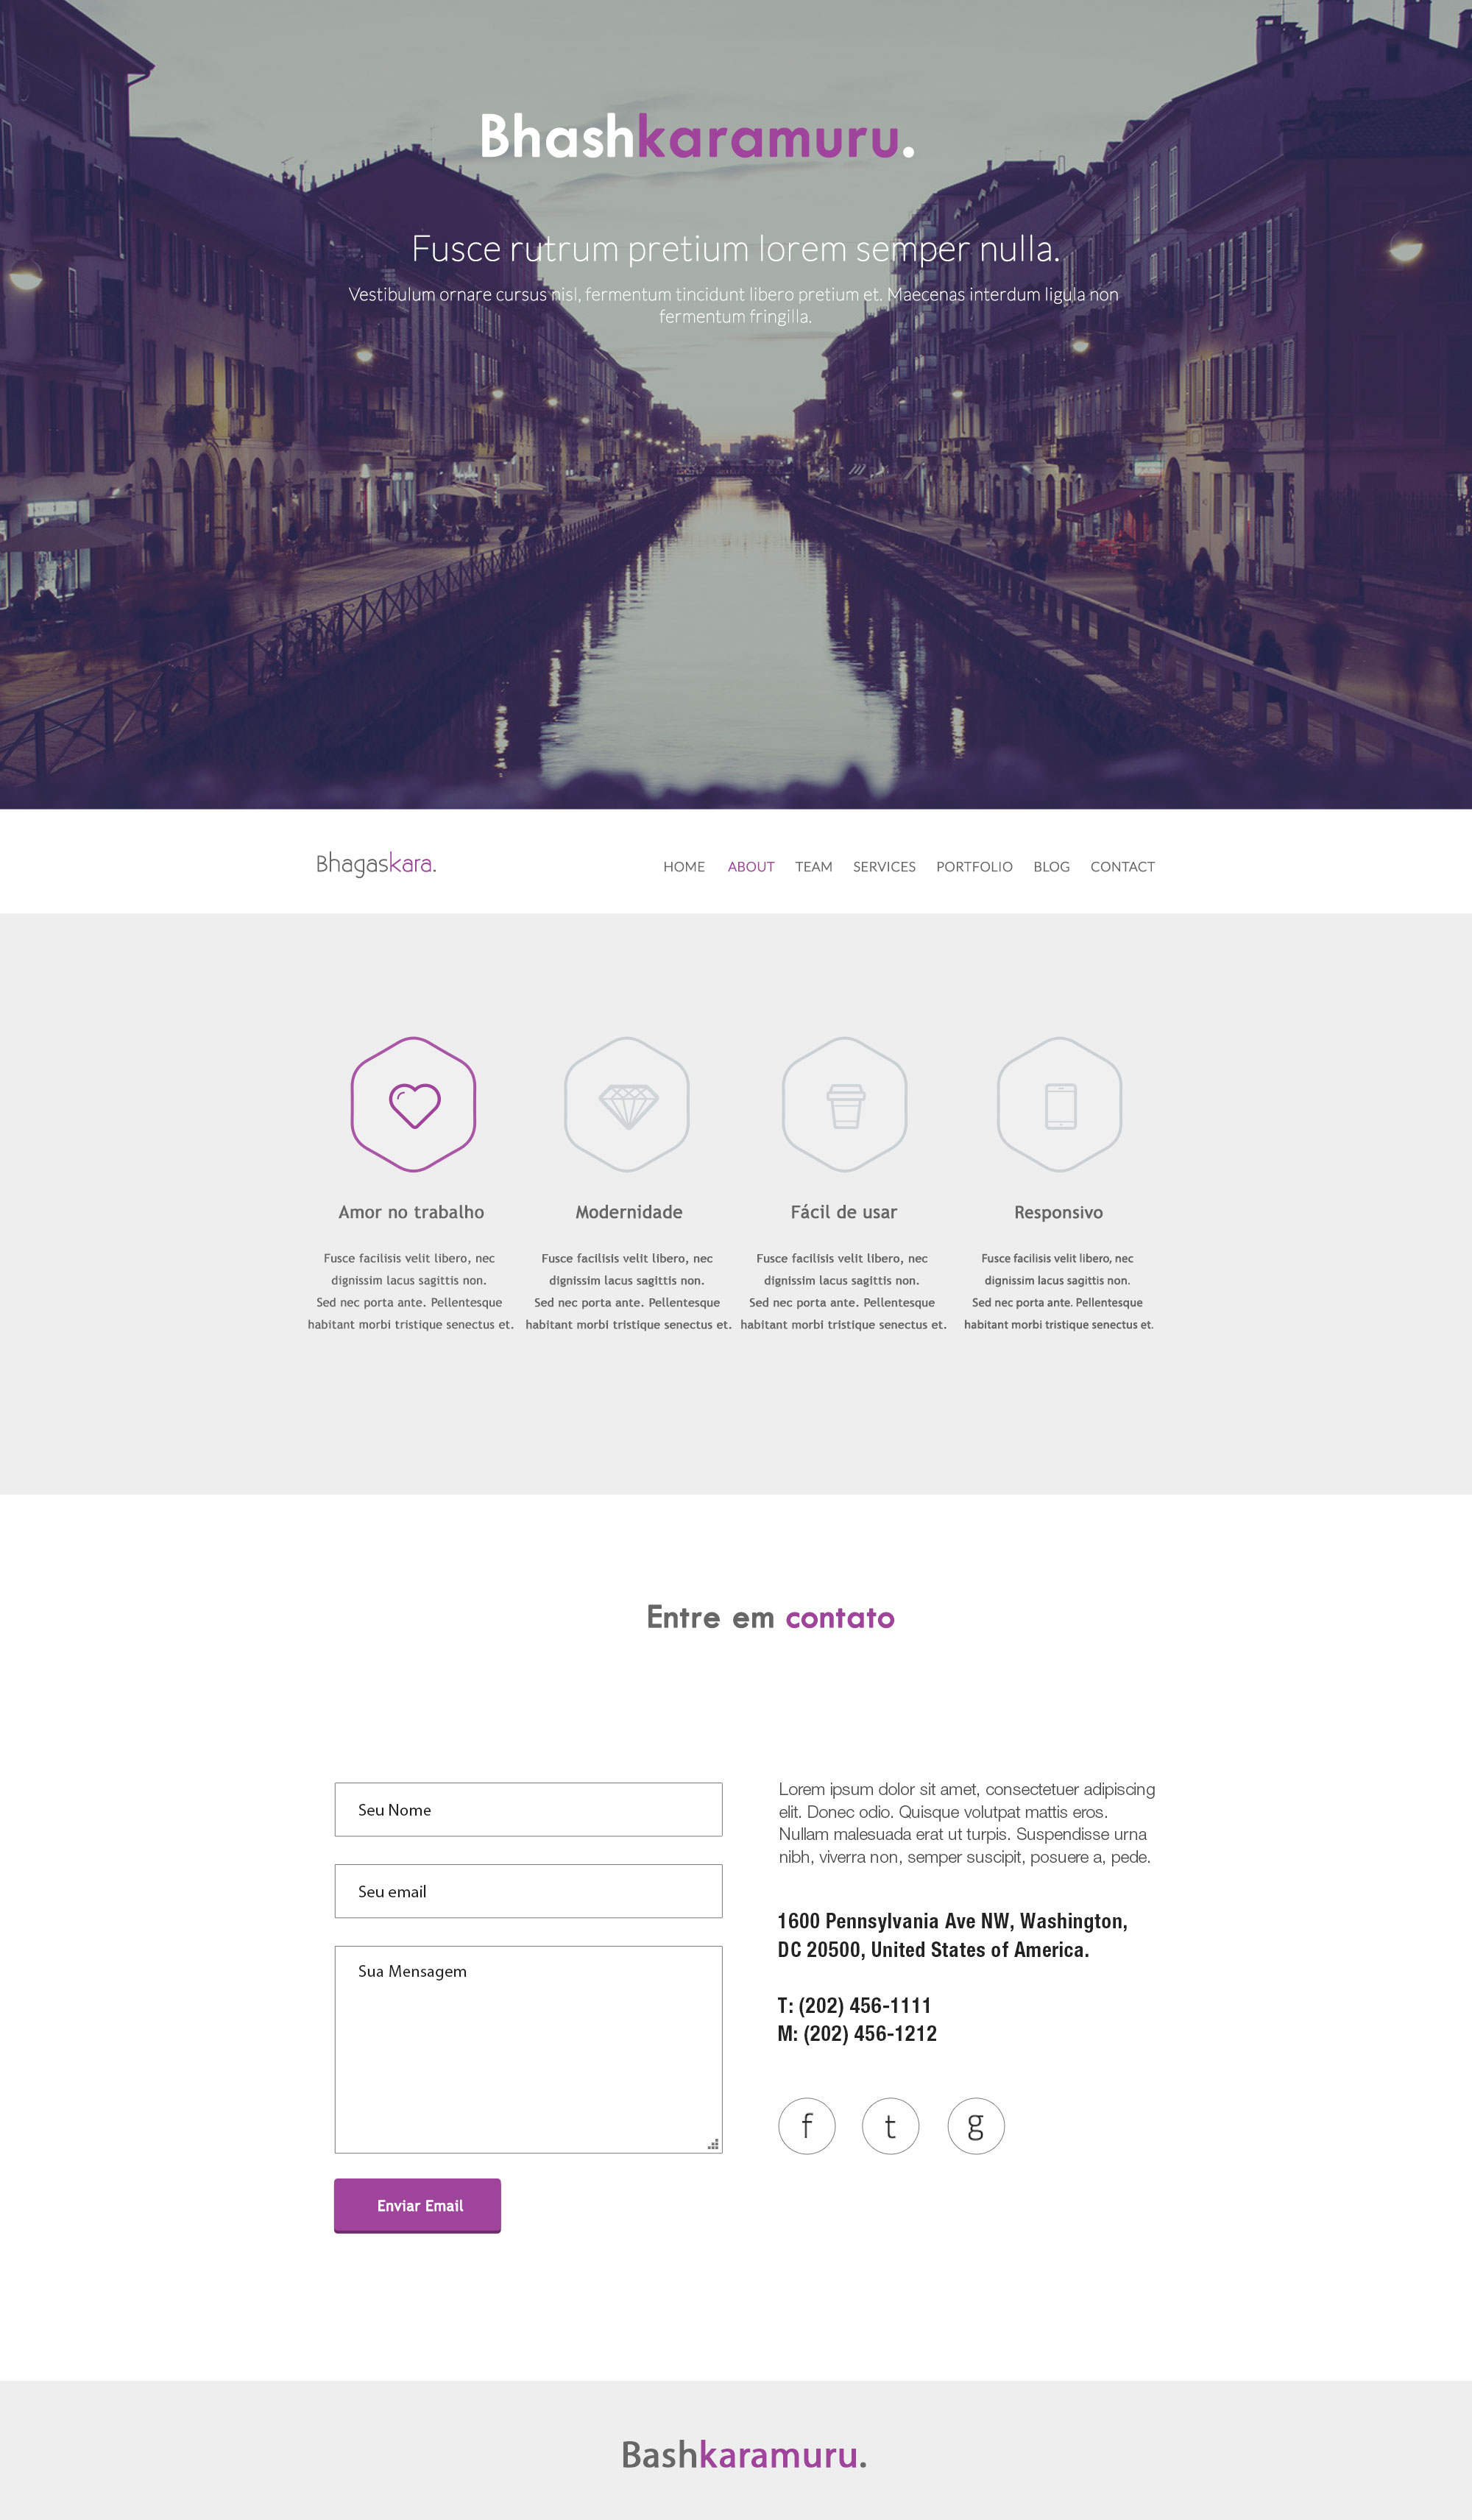 Bhashkaramuru.
Fusce rutrum pretium lorem semper nulla.
Vestibulum ornare cursus nisl, fermentum tincidunt libero pretium et. Maecenas interdum ligula non
fermentum fringilla.
Bhagaskara.
HOME ABOUT TEAM SERVICES PORTFOLIO BLOG CONTACT
Amor no trabalho
Fusce facilisis velit libero, nec
dignissim lacus sagittis non.
Sed nec porta ante. Pellentesque
habitant morbi tristique senectus et.
Modernidade
Fusce facilisis velit libero, nec
dignissim lacus sagittis non.
Sed nec porta ante. Pellentesque
habitant morbi tristique senectus et.
Fácil de usar
Fusce facilisis velit libero, nec
dignissim lacus sagittis non.
Sed nec porta ante. Pellentesque
habitant morbi tristique senectus et.
Responsivo
Fusce facilisis velit libero, nec
dignissim lacus sagittis non.
Sed nec porta ante. Pellentesque
habitant morbi tristique senectus et.
Entre em contato
Seu Nome
Seu email
Sua Mensagem
Enviar Email
Lorem ipsum dolor sit amet, consectetuer adipiscing
elit. Donec odio. Quisque volutpat mattis eros.
Nullam malesuada erat ut turpis. Suspendisse urna
nibh, viverra non, semper suscipit, posuere a, pede.
1600 Pennsylvania Ave NW, Washington,
DC 20500, United States of America.
T: (202) 456-1111
M: (202) 456-1212
f t g
Bashkaramuru.